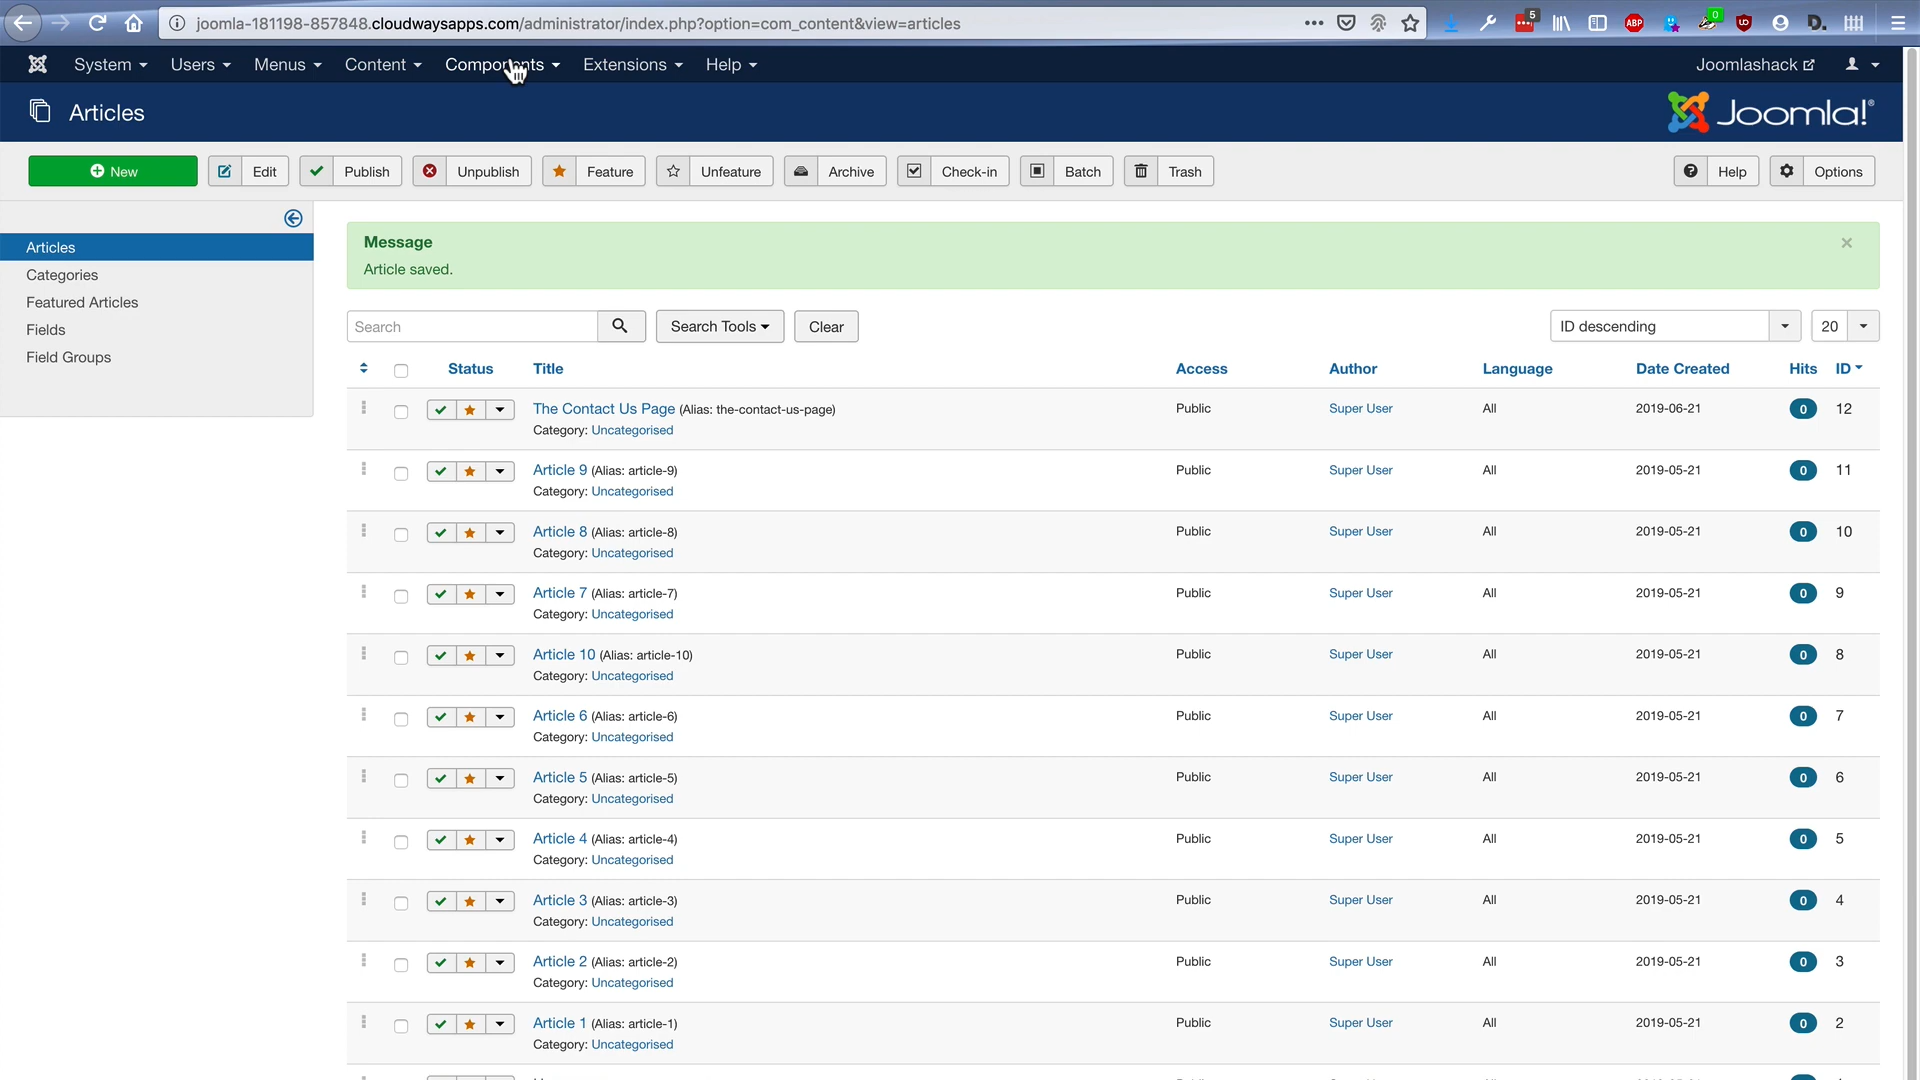 joomla-181198-857848.cloudwaysapps.com/administrator/index.php?option=com_content&view=articles
5
ABP
0
System Users Menus Content Components Extensions Help Joomlashack
Articles Joomla!®
New Edit Publish Unpublish Feature Unfeature Archive Check-in Batch Trash Help Options
Articles
Categories
Featured Articles
Fields
Field Groups
Message
Article saved.
Search Search Tools Clear ID descending 20
Status Title Access Author Language Date Created Hits ID
The Contact Us Page (Alias: the-contact-us-page) Public Super User All 2019-06-21 0 12
Category: Uncategorised
Article 9 (Alias: article-9) Public Super User All 2019-05-21 0 11
Category: Uncategorised
Article 8 (Alias: article-8) Public Super User All 2019-05-21 0 10
Category: Uncategorised
Article 7 (Alias: article-7) Public Super User All 2019-05-21 0 9
Category: Uncategorised
Article 10 (Alias: article-10) Public Super User All 2019-05-21 0 8
Category: Uncategorised
Article 6 (Alias: article-6) Public Super User All 2019-05-21 0 7
Category: Uncategorised
Article 5 (Alias: article-5) Public Super User All 2019-05-21 0 6
Category: Uncategorised
Article 4 (Alias: article-4) Public Super User All 2019-05-21 0 5
Category: Uncategorised
Article 3 (Alias: article-3) Public Super User All 2019-05-21 0 4
Category: Uncategorised
Article 2 (Alias: article-2) Public Super User All 2019-05-21 0 3
Category: Uncategorised
Article 1 (Alias: article-1) Public Super User All 2019-05-21 0 2
Category: Uncategorised